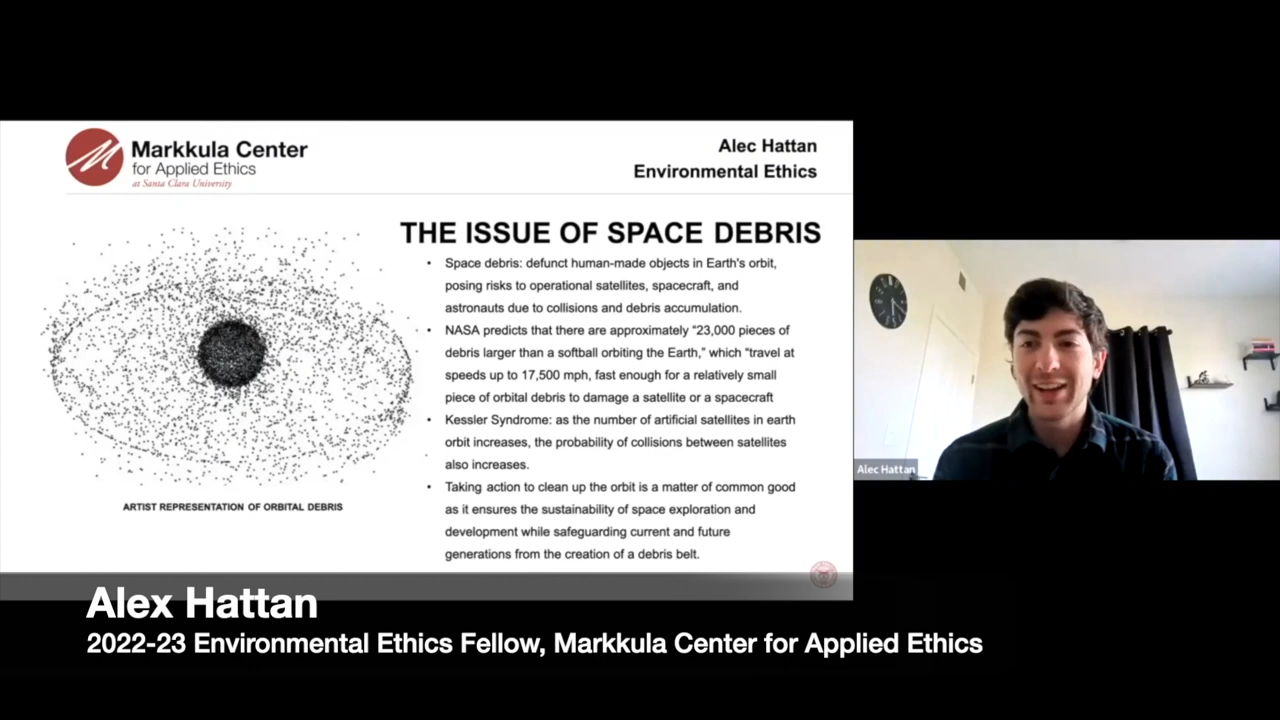 Markkula Center
for Applied Ethics
at Santa Clara University
Alec Hattan
Environmental Ethics
THE ISSUE OF SPACE DEBRIS
• Space debris: defunct human-made objects in Earth's orbit,
posing risks to operational satellites, spacecraft, and
astronauts due to collisions and debris accumulation.
• NASA predicts that there are approximately “23,000 pieces of
debris larger than a softball orbiting the Earth,” which “travel at
speeds up to 17,500 mph, fast enough for a relatively small
piece of orbital debris to damage a satellite or a spacecraft
• Kessler Syndrome: as the number of artificial satellites in earth
orbit increases, the probability of collisions between satellites
also increases.
• Taking action to clean up the orbit is a matter of common good
as it ensures the sustainability of space exploration and
development while safeguarding current and future
generations from the creation of a debris belt.
ARTIST REPRESENTATION OF ORBITAL DEBRIS
Alec Hattan
Alex Hattan
2022-23 Environmental Ethics Fellow, Markkula Center for Applied Ethics